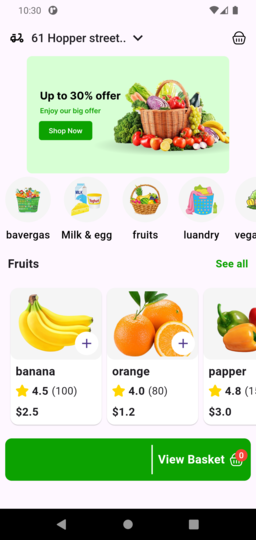 10:30
61 Hopper street..
Up to 30% offer
Enjoy our big offer
Shop Now
bavergas Milk & egg fruits luandry vega
Fruits See all
banana orange papper
4.5 (100) 4.0 (80) 4.8 (15
$2.5 $1.2 $3.0
View Basket 0